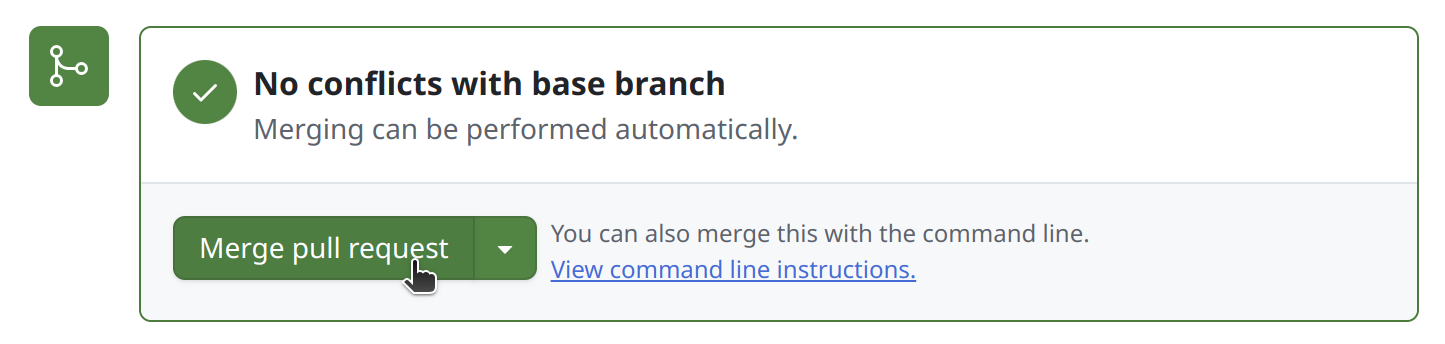 No conflicts with base branch
Merging can be performed automatically.
Merge pull request
You can also merge this with the command line.
View command line instructions.